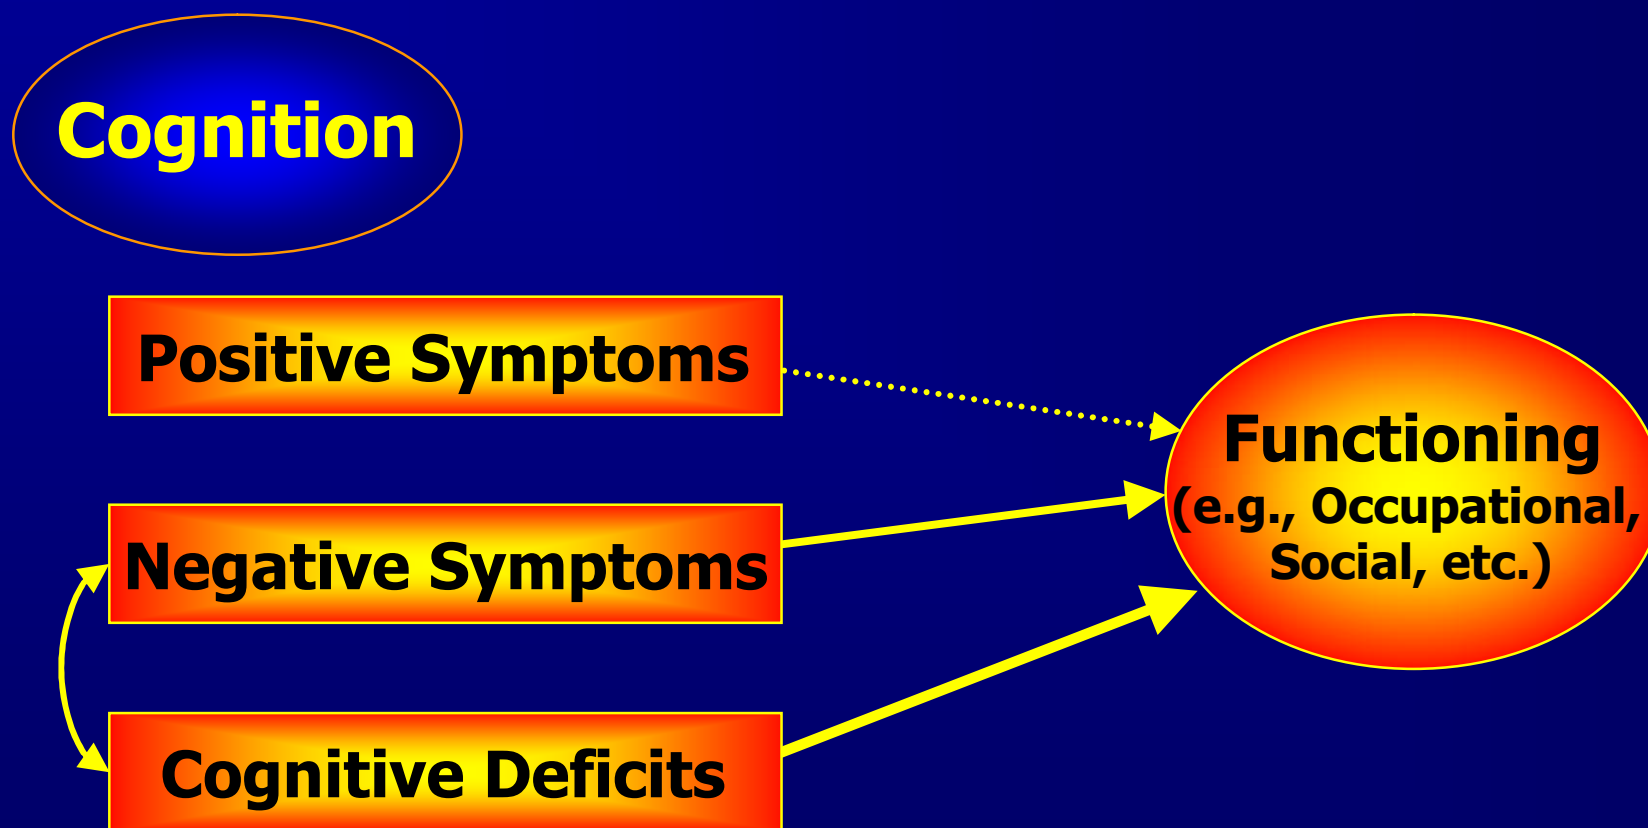 Cognition
Positive Symptoms
Functioning
(e.g., Occupational,
Social, etc.)
Negative Symptoms
Cognitive Deficits